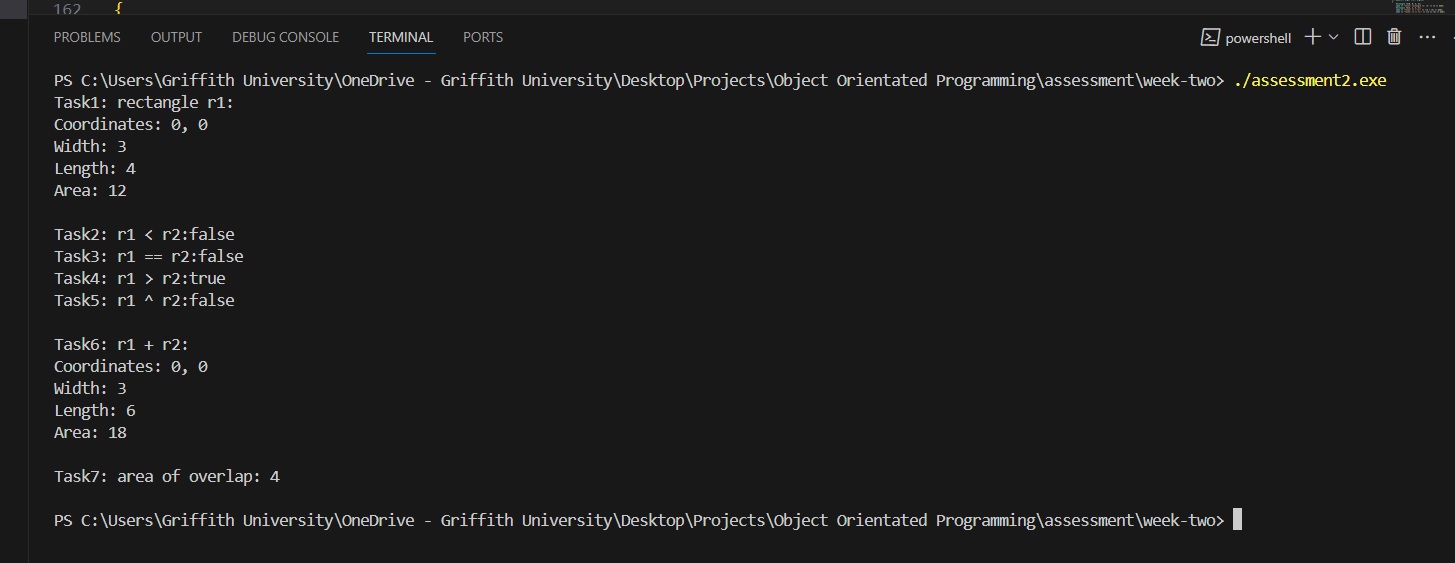 162 {
PROBLEMS OUTPUT DEBUG CONSOLE TERMINAL PORTS powershell
PS C:\Users\Griffith University\OneDrive - Griffith University\Desktop\Projects\Object Orientated Programming\assessment\week-two> ./assessment2.exe
Task1: rectangle r1:
Coordinates: 0, 0
Width: 3
Length: 4
Area: 12
Task2: r1 < r2:false
Task3: r1 == r2:false
Task4: r1 > r2:true
Task5: r1 ^ r2:false
Task6: r1 + r2:
Coordinates: 0, 0
Width: 3
Length: 6
Area: 18
Task7: area of overlap: 4
PS C:\Users\Griffith University\OneDrive - Griffith University\Desktop\Projects\Object Orientated Programming\assessment\week-two>